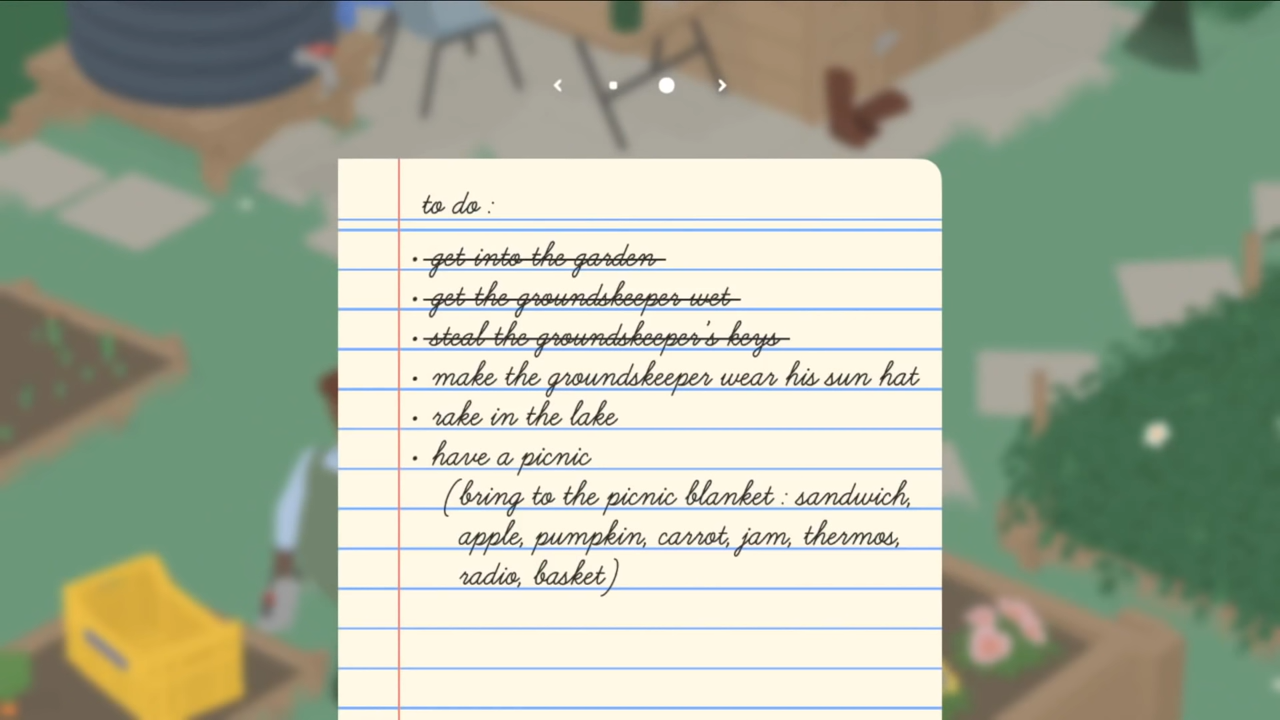 to do :
• get into the garden
• get the groundskeeper wet
• steal the groundskeeper's keys
• make the groundskeeper wear his sun hat
• rake in the lake
• have a picnic
(bring to the picnic blanket : sandwich,
apple, pumpkin, carrot, jam, thermos,
radio, basket)